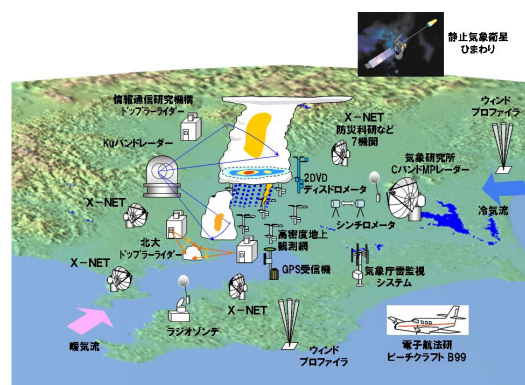 静止気象衛星
ひまわり
情報通信研究機構
ドップラーライダー
X-NET
防災科研など
7機関
ウィンド
プロファイラ
Kuバンドレーダー
2DVD
ディスドロメータ
気象研究所
CバンドMPレーダー
X-NET
シンチロメータ
冷気流
北大
ドップラーライダー
高密度地上
観測網
X-NET
GPS受信機
気象庁雷監視
システム
X-NET
ラジオゾンデ
暖気流
ウィンド
プロファイラ
電子航法研
ビーチクラフト B99